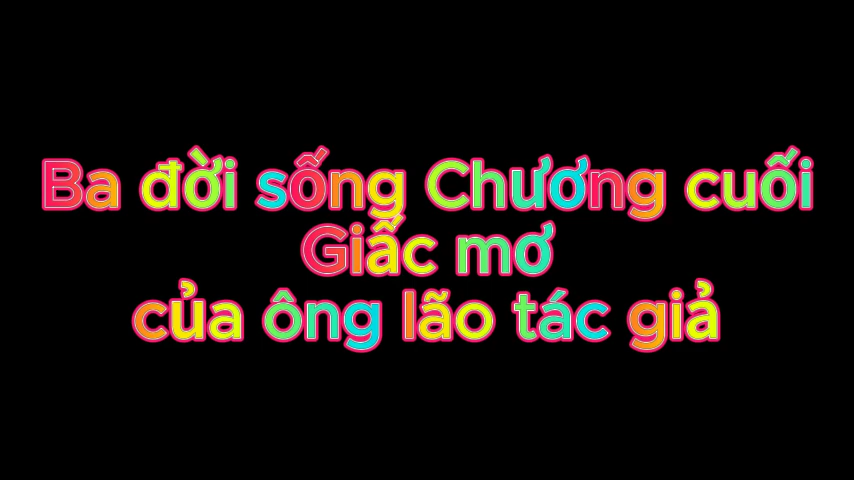 Ba đời sống Chương cuối
Giấc mơ
của ông lão tác giả